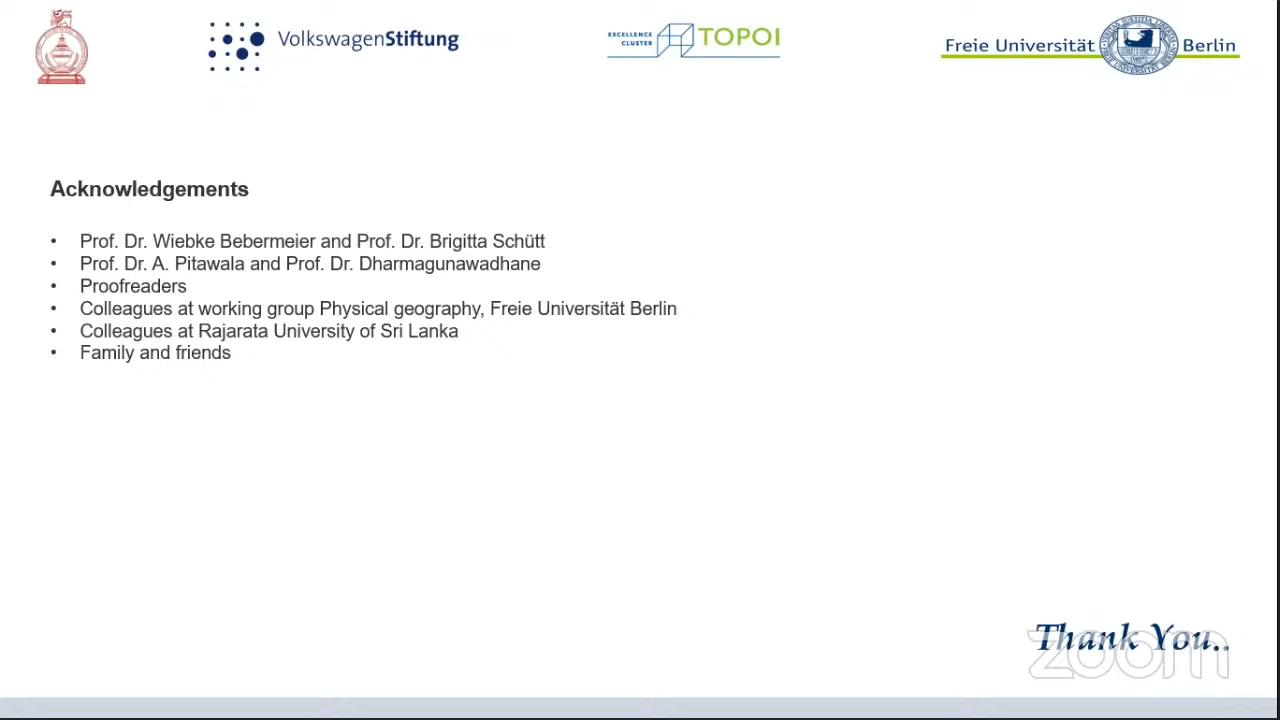 VolkswagenStiftung
EXCELLENCE
CLUSTER
TOPOI
Freie Universität Berlin
Acknowledgements
• Prof. Dr. Wiebke Bebermeier and Prof. Dr. Brigitta Schütt
• Prof. Dr. A. Pitawala and Prof. Dr. Dharmagunawadhane
• Proofreaders
• Colleagues at working group Physical geography, Freie Universität Berlin
• Colleagues at Rajarata University of Sri Lanka
• Family and friends
Thank You..
zoom